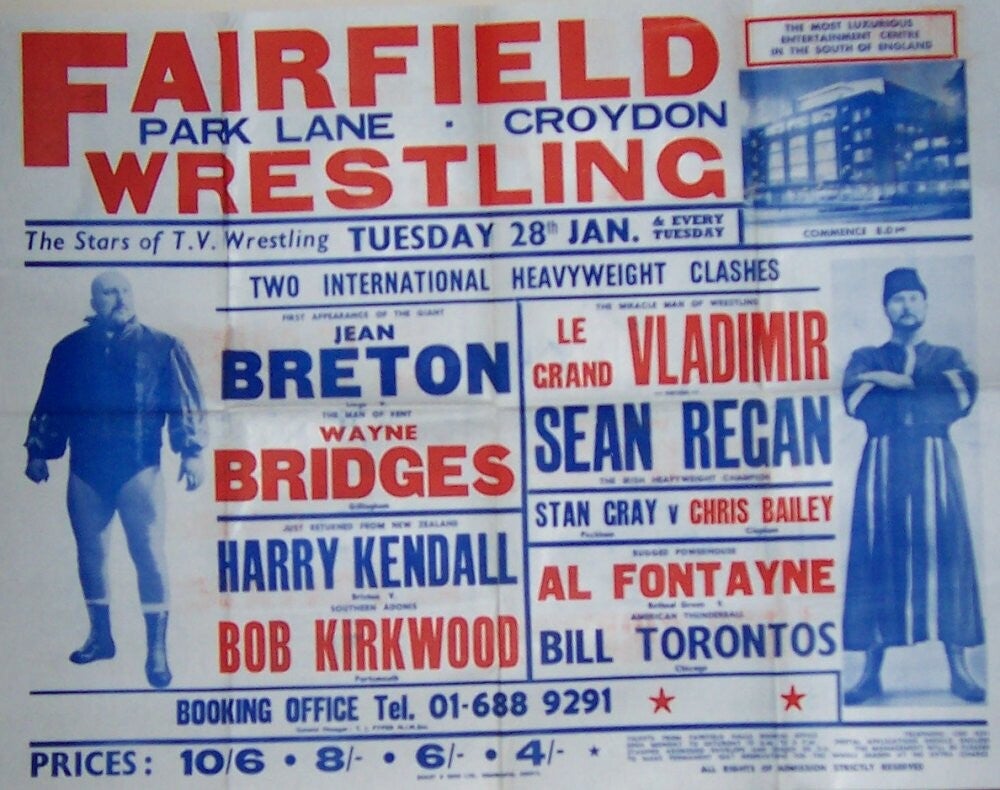 FAIRFIELD
PARK LANE · CROYDON
WRESTLING
THE MOST LUXURIOUS
ENTERTAINMENT CENTRE
IN THE SOUTH OF ENGLAND
The Stars of T.V. Wrestling TUESDAY 28th JAN. & EVERY TUESDAY
COMMENCE 8.0 PM
TWO INTERNATIONAL HEAVYWEIGHT CLASHES
FIRST APPEARANCE OF THE GIANT
JEAN
BRETON
V.
THE MAN OF KENT
WAYNE
BRIDGES
Gillingham
JUST RETURNED FROM NEW ZEALAND
HARRY KENDALL
Brixton V.
SOUTHERN ADONIS
BOB KIRKWOOD
Portsmouth
THE MIRACLE MAN OF WRESTLING
LE
GRAND VLADIMIR
SEAN REGAN
THE IRISH HEAVYWEIGHT CHAMPION
STAN GRAY v CHRIS BAILEY
Peckham Clapham
RUGGED POWERHOUSE
AL FONTAYNE
Bethnal Green V.
AMERICAN THUNDERBALL
BILL TORONTOS
Chicago
BOOKING OFFICE Tel. 01-688 9291
General Manager
PRICES: 10/6 • 8/- • 6/- • 4/-
ALL RIGHTS OF ADMISSION STRICTLY RESERVED